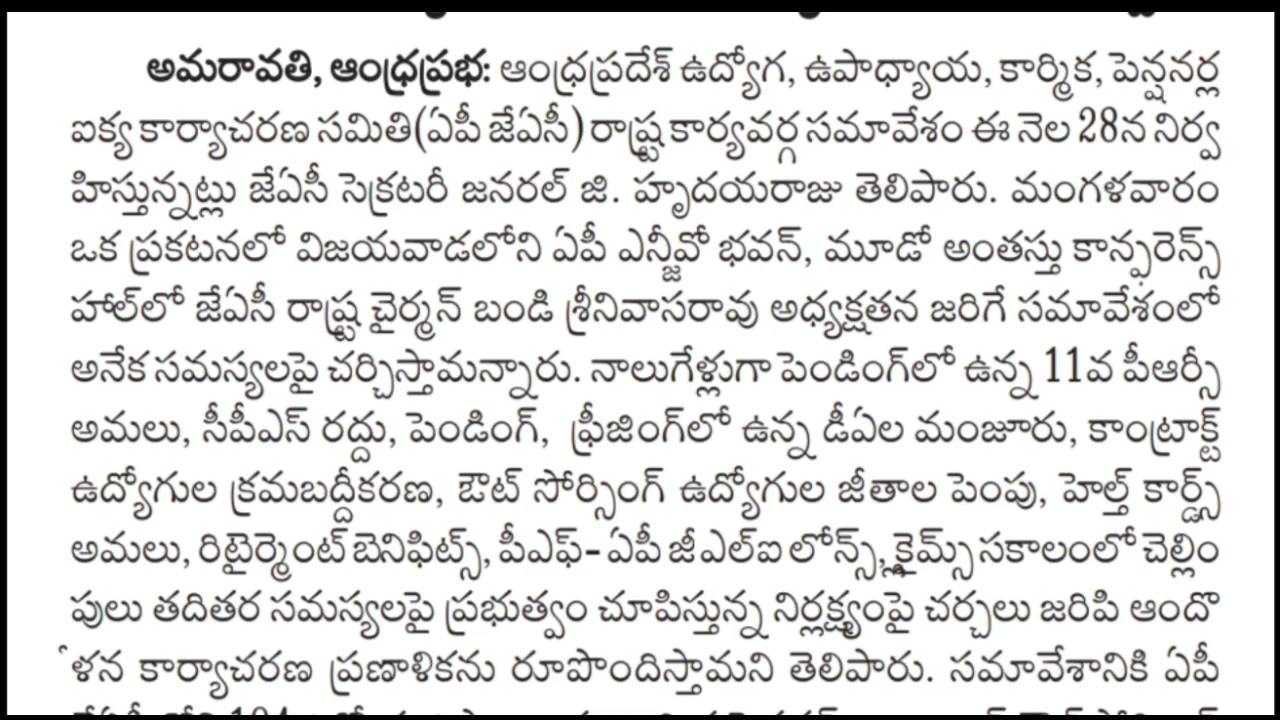 అమరావతి, ఆంధ్రప్రభ: ఆంధ్రప్రదేశ్ ఉద్యోగ, ఉపాధ్యాయ, కార్మిక, పెన్షనర్ల
ఐక్య కార్యాచరణ సమితి(ఏపీ జేఏసీ) రాష్ట్ర కార్యవర్గ సమావేశం ఈ నెల 28న నిర్వ
హిస్తున్నట్లు జేఏసీ సెక్రటరీ జనరల్ జి. హృదయరాజు తెలిపారు. మంగళవారం
ఒక ప్రకటనలో విజయవాడలోని ఏపీ ఎన్జీవో భవన్, మూడో అంతస్తు కాన్ఫరెన్స్
హాల్‌లో జేఏసీ రాష్ట్ర చైర్మన్ బండి శ్రీనివాసరావు అధ్యక్షతన జరిగే సమావేశంలో
అనేక సమస్యలపై చర్చిస్తామన్నారు. నాలుగేళ్లుగా పెండింగ్‌లో ఉన్న 11వ పీఆర్సీ
అమలు, సీపీఎస్ రద్దు, పెండింగ్, ఫ్రీజింగ్‌లో ఉన్న డీఏల మంజూరు, కాంట్రాక్ట్
ఉద్యోగుల క్రమబద్దీకరణ, ఔట్ సోర్సింగ్ ఉద్యోగుల జీతాల పెంపు, హెల్త్ కార్డ్స్
అమలు, రిటైర్మెంట్ బెనిఫిట్స్, పీఎఫ్- ఏపీ జీఎల్ఐ లోన్స్, క్లైమ్స్ సకాలంలో చెల్లిం
పులు తదితర సమస్యలపై ప్రభుత్వం చూపిస్తున్న నిర్లక్ష్యంపై చర్చలు జరిపి ఆందొ
ళన కార్యాచరణ ప్రణాళికను రూపొందిస్తామని తెలిపారు. సమావేశానికి ఏపీ